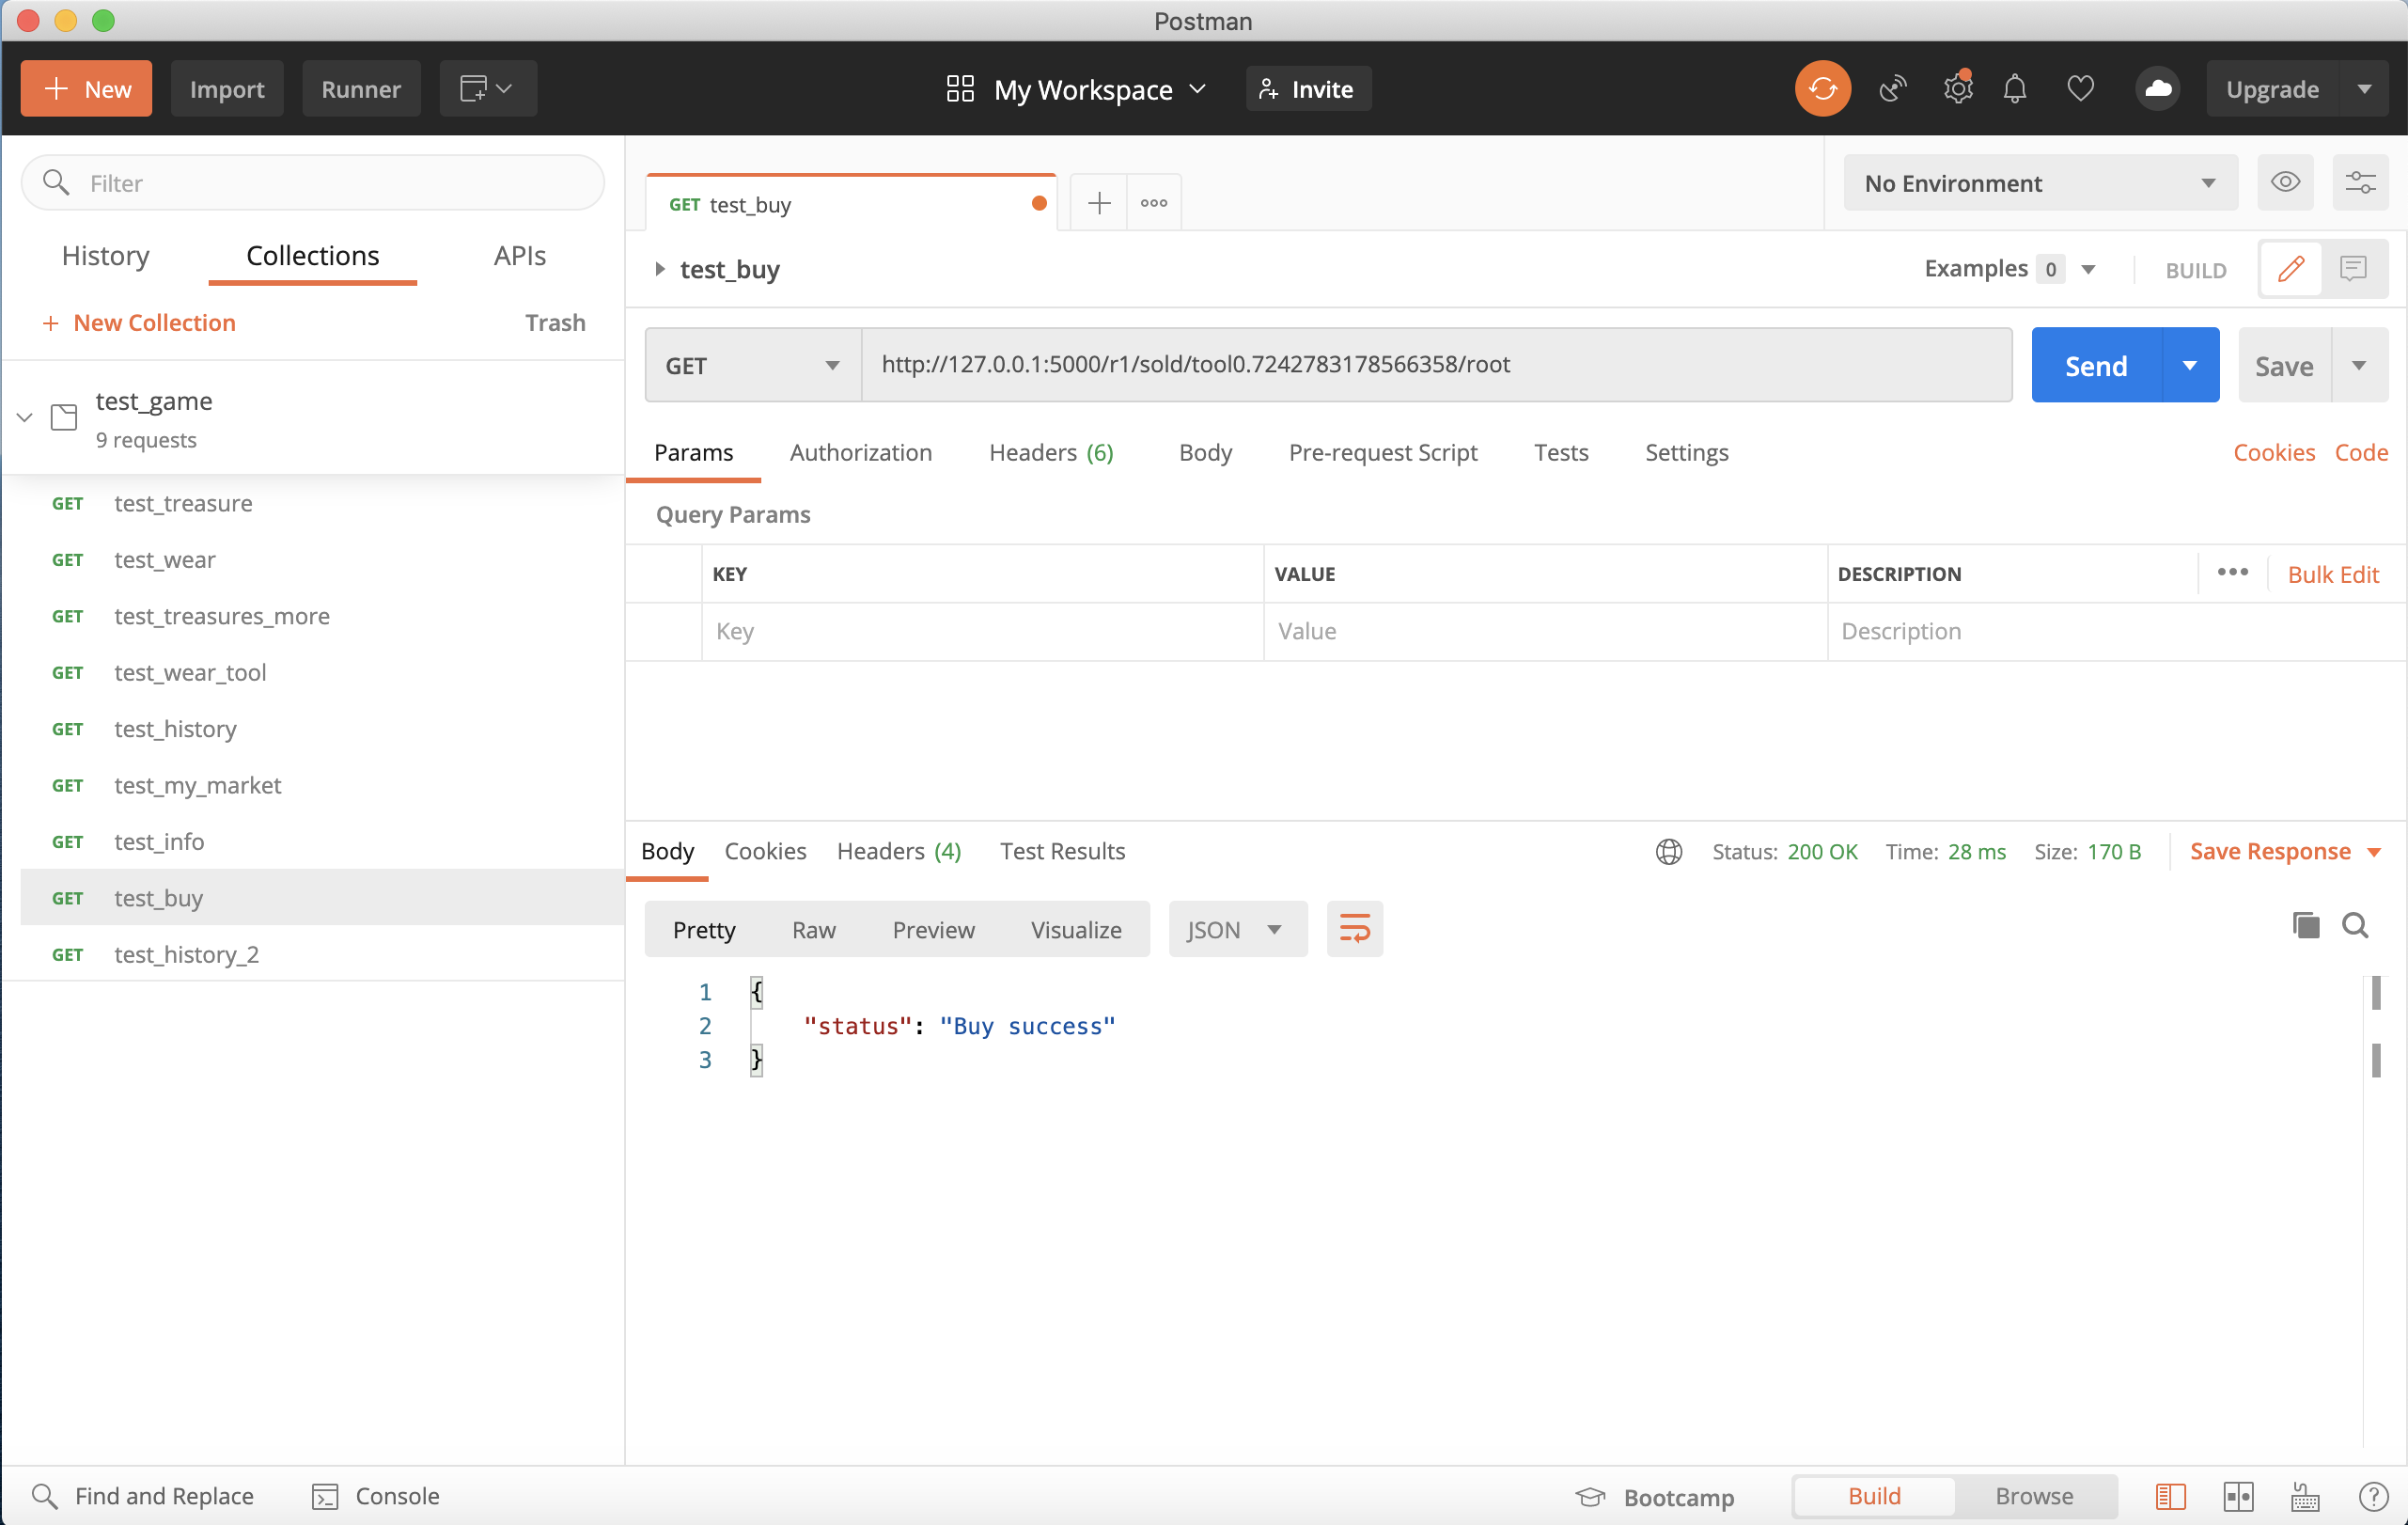 Postman
New
Import
Runner
My Workspace
Invite
Upgrade
Filter
History
Collections
APIs
+ New Collection
Trash
test_game
9 requests
GET test_treasure
GET test_wear
GET test_treasures_more
GET test_wear_tool
GET test_history
GET test_my_market
GET test_info
GET test_buy
GET test_history_2
GET test_buy
No Environment
test_buy
Examples 0
BUILD
GET
http://127.0.0.1:5000/r1/sold/tool0.7242783178566358/root
Send
Save
Params
Authorization
Headers (6)
Body
Pre-request Script
Tests
Settings
Cookies
Code
Query Params
KEY
VALUE
DESCRIPTION
Bulk Edit
Key
Value
Description
Body
Cookies
Headers (4)
Test Results
Status: 200 OK
Time: 28 ms
Size: 170 B
Save Response
Pretty
Raw
Preview
Visualize
JSON
1 {
2 "status": "Buy success"
3 }
Find and Replace
Console
Bootcamp
Build
Browse